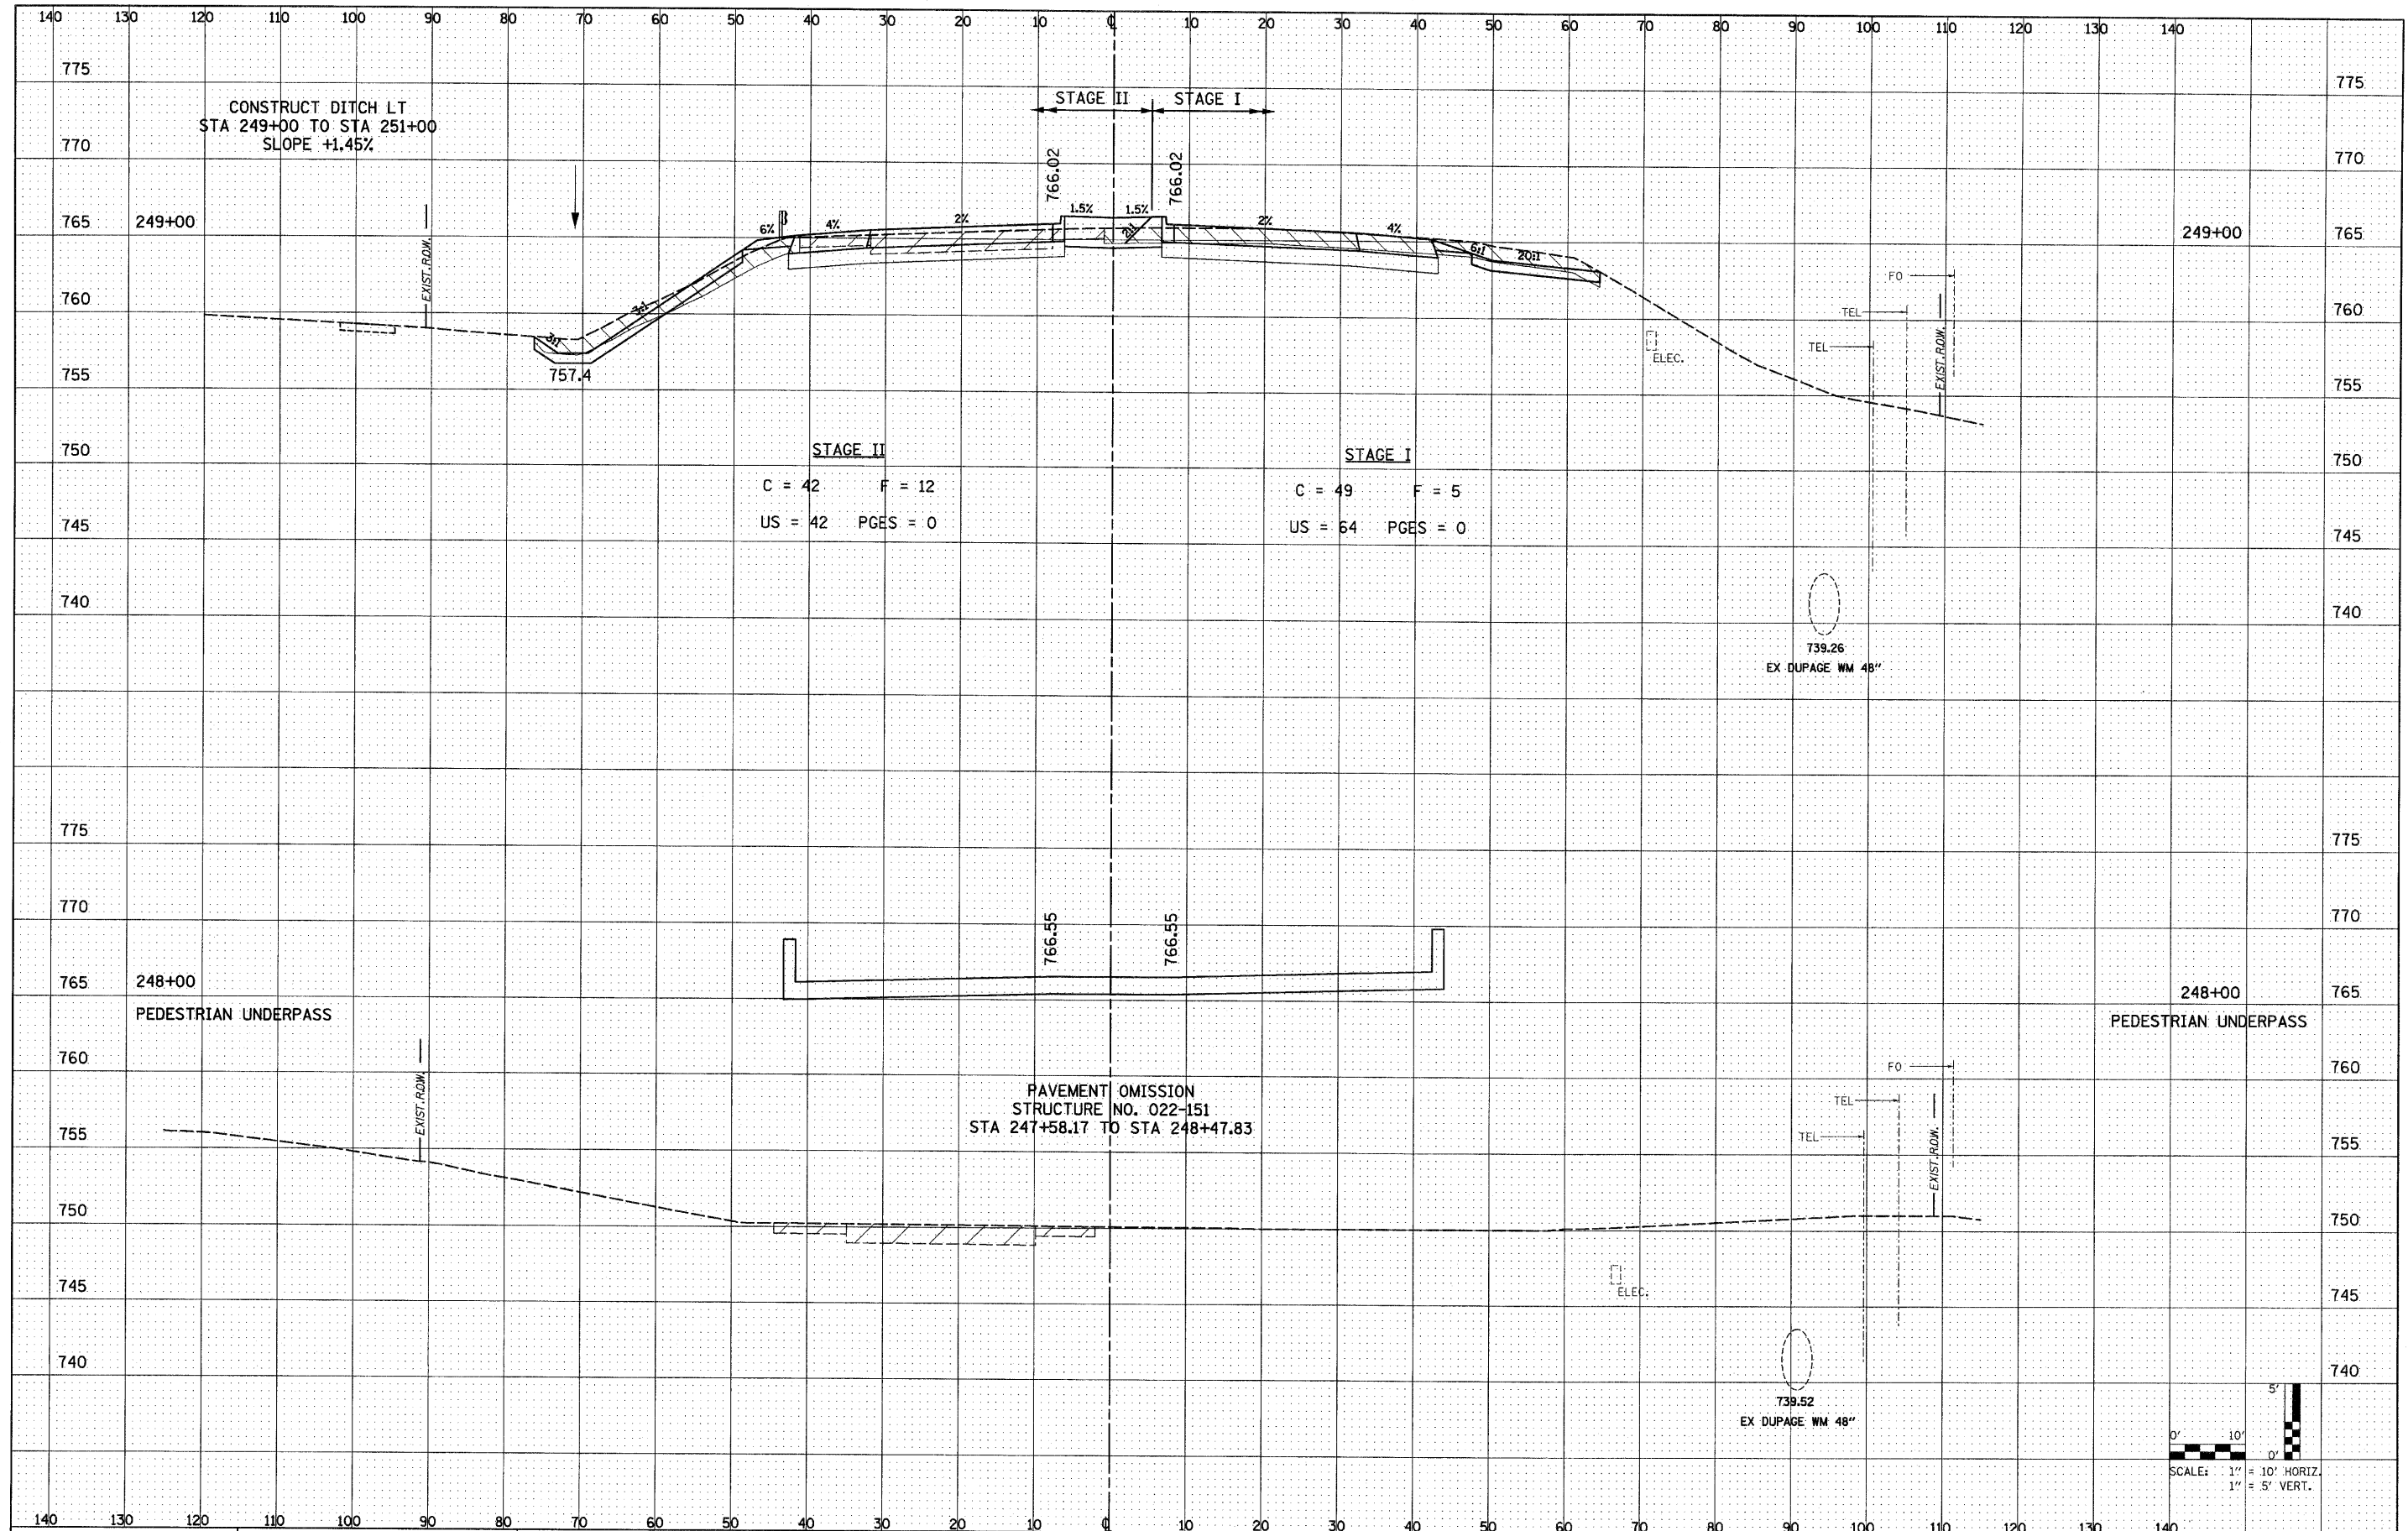 140 130 120 110 100 90 80 70 60 50 40 30 20 10 ℄ 10 20 30 40 50 60 70 80 90 100 110 120 130 140
775 775
CONSTRUCT DITCH LT
STA 249+00 TO STA 251+00
SLOPE +1.45%
STAGE II STAGE I
770 770
766.02 766.02
765 249+00 249+00 765
6% 4% 2% 1.5% 1.5% 2% 4% 6:1 20:1
2:1
EXIST. R.O.W.
3:1 3:1
757.4
760 760
FO
TEL
TEL
ELEC.
EXIST. R.O.W.
755 755
750 750
STAGE II STAGE I
C = 42 F = 12 C = 49 F = 5
US = 42 PGES = 0 US = 64 PGES = 0
745 745
740 740
739.26
EX DUPAGE WM 48"
775 775
770 770
766.55 766.55
765 248+00 248+00 765
PEDESTRIAN UNDERPASS PEDESTRIAN UNDERPASS
760 760
EXIST. R.O.W.
PAVEMENT OMISSION
STRUCTURE NO. 022-151
STA 247+58.17 TO STA 248+47.83
FO
TEL
TEL
EXIST. R.O.W.
755 755
750 750
ELEC.
745 745
740 740
739.52
EX DUPAGE WM 48"
5'
0' 10' 0'
SCALE: 1" = 10' HORIZ.
1" = 5' VERT.
140 130 120 110 100 90 80 70 60 50 40 30 20 10 ℄ 10 20 30 40 50 60 70 80 90 100 110 120 130 140